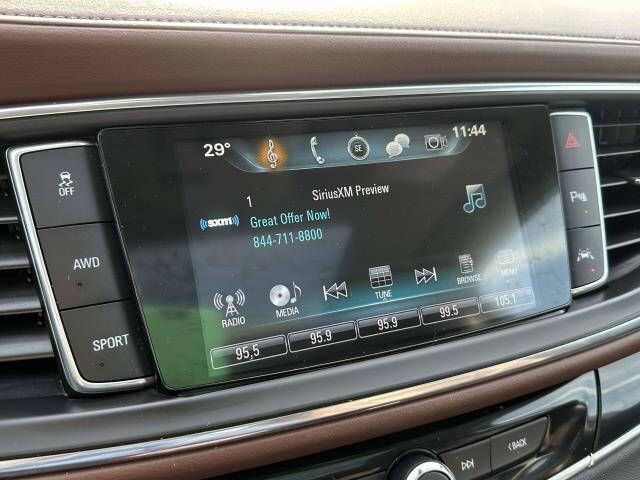 29°
SE
11:44
OFF
1
SiriusXM Preview
((sxm))
Great Offer Now!
844-711-8800
AWD
RADIO
MEDIA
TUNE
BROWSE
MENU
SPORT
95,5
95.9
95.9
99.5
105.1
BACK